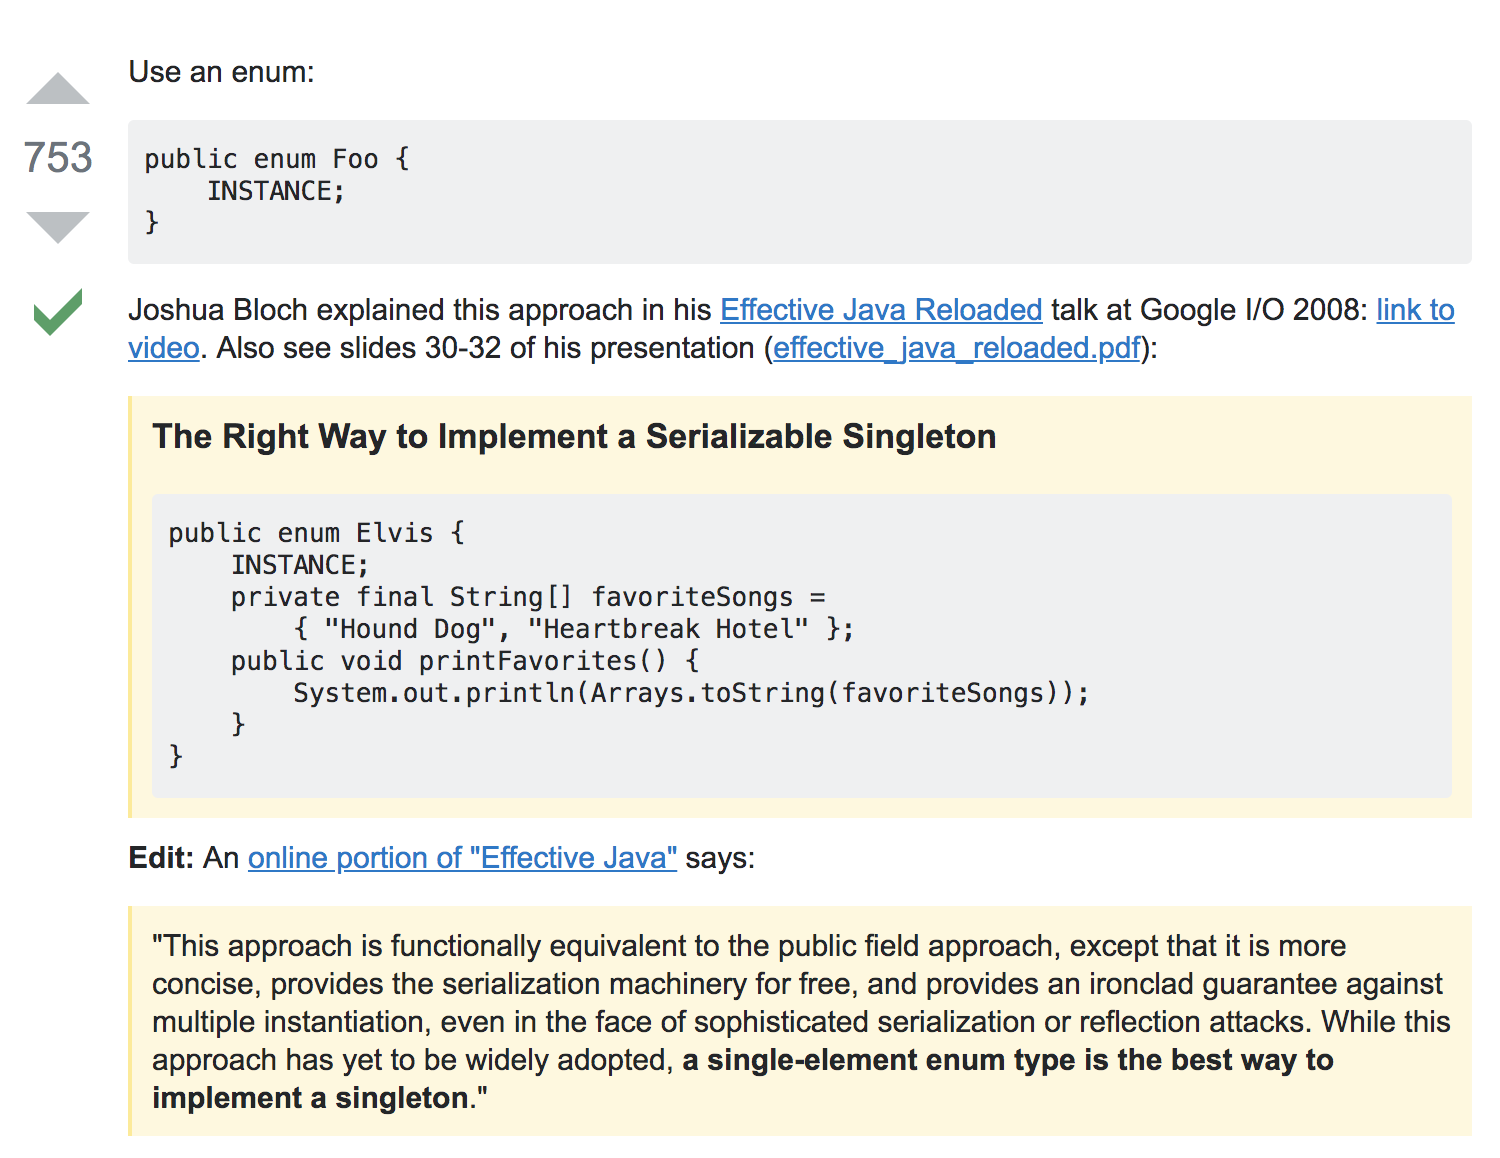 Use an enum:
753
public enum Foo {
    INSTANCE;
}
Joshua Bloch explained this approach in his Effective Java Reloaded talk at Google I/O 2008: link to
video. Also see slides 30-32 of his presentation (effective_java_reloaded.pdf):
The Right Way to Implement a Serializable Singleton
public enum Elvis {
    INSTANCE;
    private final String[] favoriteSongs =
        { "Hound Dog", "Heartbreak Hotel" };
    public void printFavorites() {
        System.out.println(Arrays.toString(favoriteSongs));
    }
}
Edit: An online portion of "Effective Java" says:
"This approach is functionally equivalent to the public field approach, except that it is more
concise, provides the serialization machinery for free, and provides an ironclad guarantee against
multiple instantiation, even in the face of sophisticated serialization or reflection attacks. While this
approach has yet to be widely adopted, a single-element enum type is the best way to
implement a singleton."